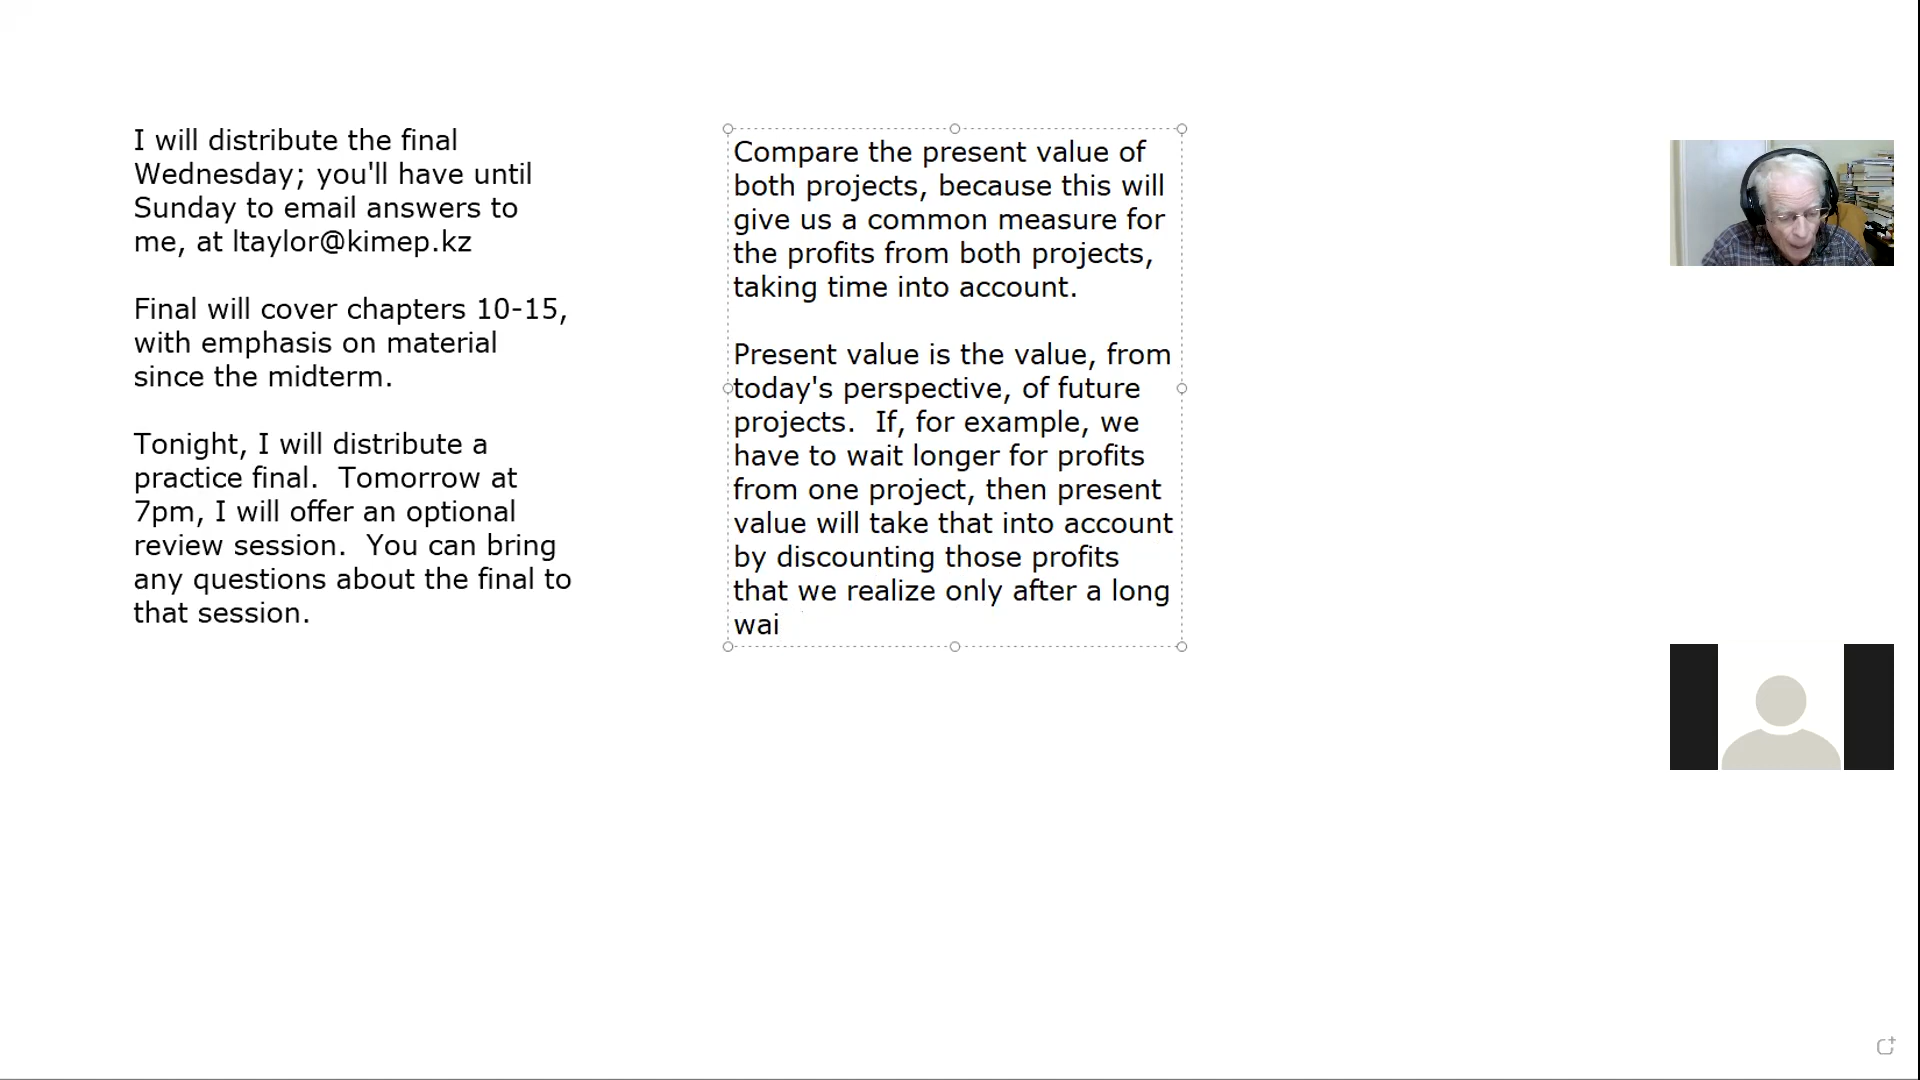 I will distribute the final
Wednesday; you'll have until
Sunday to email answers to
me, at ltaylor@kimep.kz
Final will cover chapters 10-15,
with emphasis on material
since the midterm.
Tonight, I will distribute a
practice final.  Tomorrow at
7pm, I will offer an optional
review session.  You can bring
any questions about the final to
that session.
Compare the present value of
both projects, because this will
give us a common measure for
the profits from both projects,
taking time into account.
Present value is the value, from
today's perspective, of future
projects.  If, for example, we
have to wait longer for profits
from one project, then present
value will take that into account
by discounting those profits
that we realize only after a long
wai